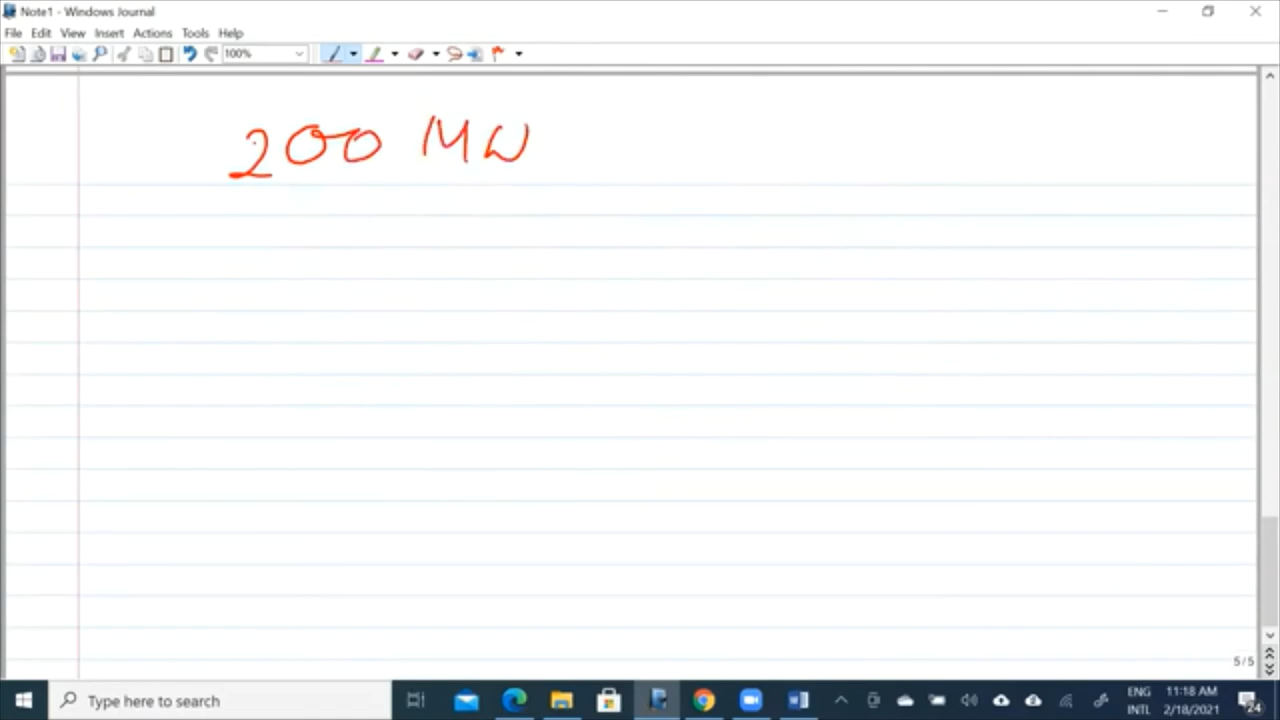 Note1 - Windows Journal
File Edit View Insert Actions Tools Help
100%
200 MW
5/5
Type here to search
ENG 11:18 AM
INTL 2/18/2021
24